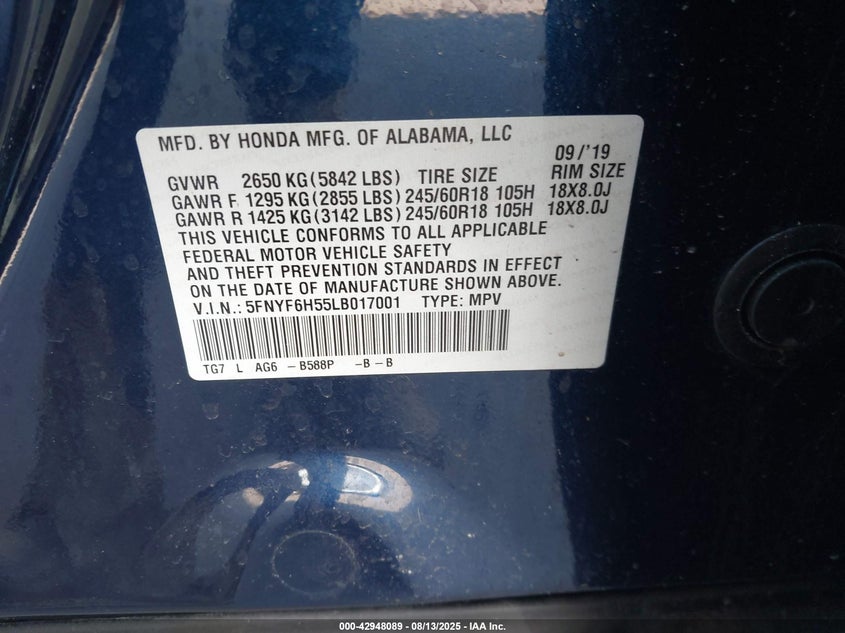 MFD. BY HONDA MFG. OF ALABAMA, LLC
09/'19
GVWR 2650 KG(5842 LBS) TIRE SIZE RIM SIZE
GAWR F 1295 KG(2855 LBS) 245/60R18 105H 18X8.0J
GAWR R 1425 KG(3142 LBS) 245/60R18 105H 18X8.0J
THIS VEHICLE CONFORMS TO ALL APPLICABLE
FEDERAL MOTOR VEHICLE SAFETY
AND THEFT PREVENTION STANDARDS IN EFFECT
ON THE DATE OF MANUFACTURE SHOWN ABOVE.
V.I.N.: 5FNYF6H55LB017001 TYPE: MPV
TG7 L AG6 -B588P -B-B
000-42948089 - 08/13/2025 - IAA Inc.